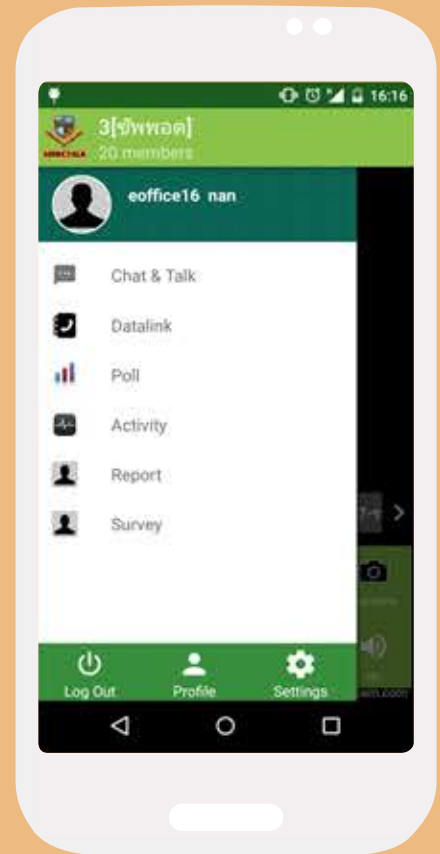 16:16
3[ซัพพอต]
20 members
eoffice16 nan
Chat & Talk
Datalink
Poll
Activity
Report
Survey
Log Out
Profile
Settings